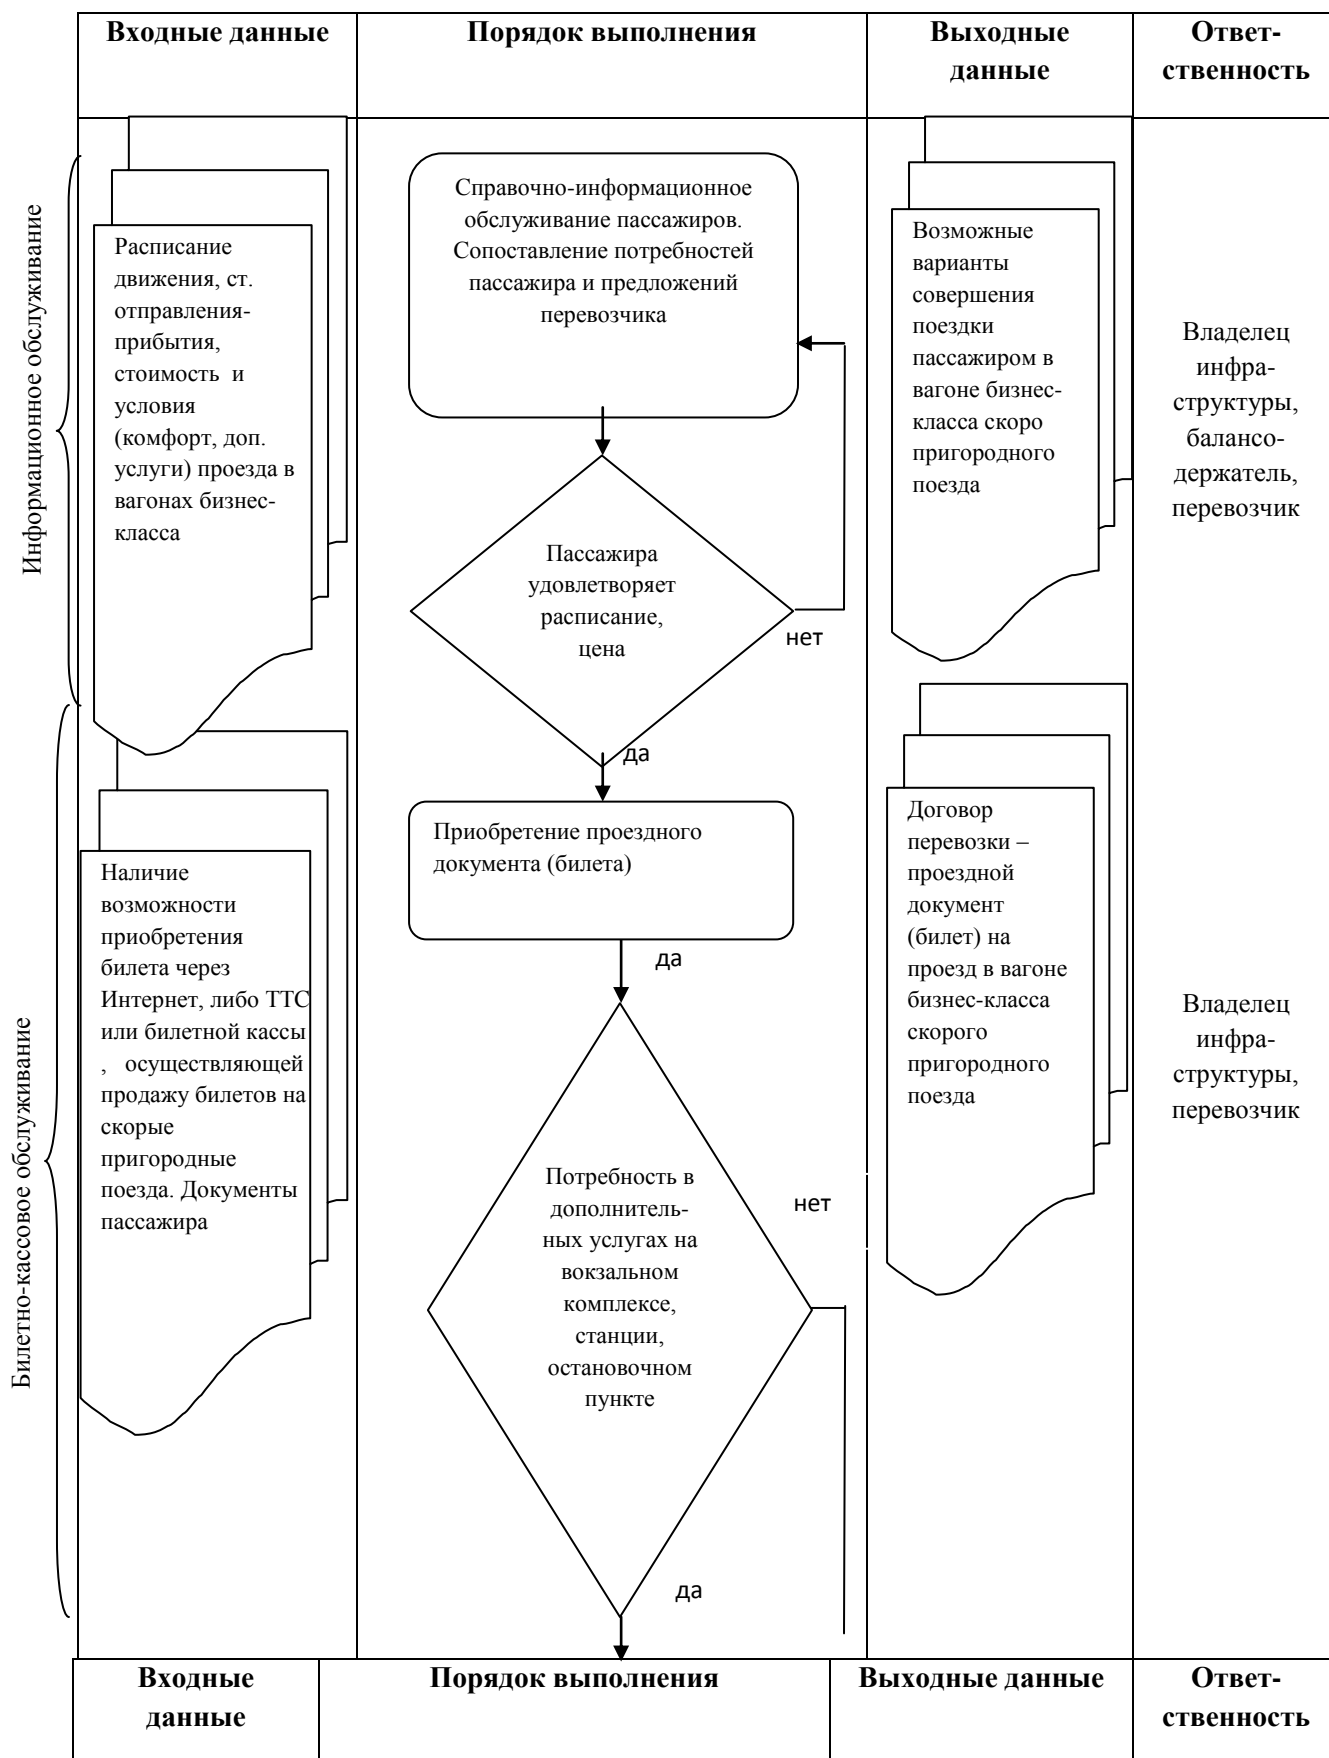 Входные данные
Порядок выполнения
Выходные
данные
Ответ-
ственность
Информационное обслуживание
Расписание
движения, ст.
отправления-
прибытия,
стоимость и
условия
(комфорт, доп.
услуги) проезда в
вагонах бизнес-
класса
Справочно-информационное
обслуживание пассажиров.
Сопоставление потребностей
пассажира и предложений
перевозчика
Пассажира
удовлетворяет
расписание,
цена
нет
да
Возможные
варианты
совершения
поездки
пассажиром в
вагоне бизнес-
класса скоро
пригородного
поезда
Владелец
инфра-
структуры,
балансо-
держатель,
перевозчик
Билетно-кассовое обслуживание
Наличие
возможности
приобретения
билета через
Интернет, либо ТТС
или билетной кассы
, осуществляющей
продажу билетов на
скорые
пригородные
поезда. Документы
пассажира
Приобретение проездного
документа (билета)
да
Потребность в
дополнитель-
ных услугах на
вокзальном
комплексе,
станции,
остановочном
пункте
нет
да
Договор
перевозки –
проездной
документ
(билет) на
проезд в вагоне
бизнес-класса
скорого
пригородного
поезда
Владелец
инфра-
структуры,
перевозчик
Входные
данные
Порядок выполнения
Выходные данные
Ответ-
ственность